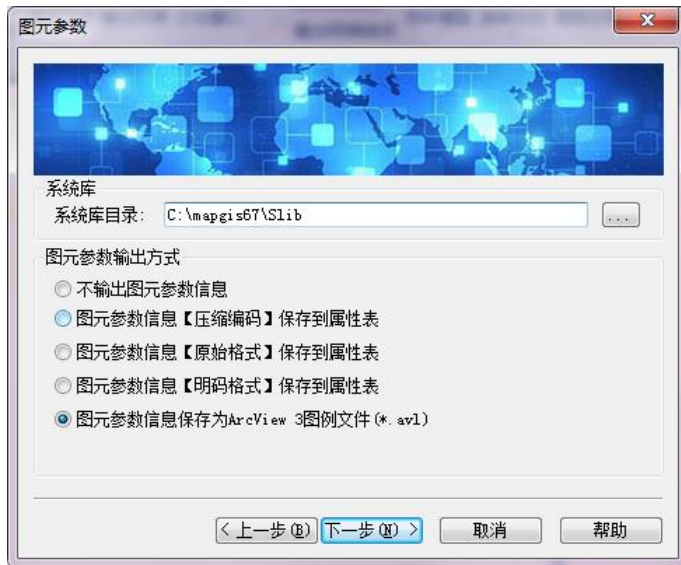 图元参数
系统库
系统库目录: C:\mapgis67\Slib ...
图元参数输出方式
不输出图元参数信息
图元参数信息【压缩编码】保存到属性表
图元参数信息【原始格式】保存到属性表
图元参数信息【明码格式】保存到属性表
图元参数信息保存为ArcView 3图例文件(*.avl)
< 上一步(B) 下一步(N) > 取消 帮助